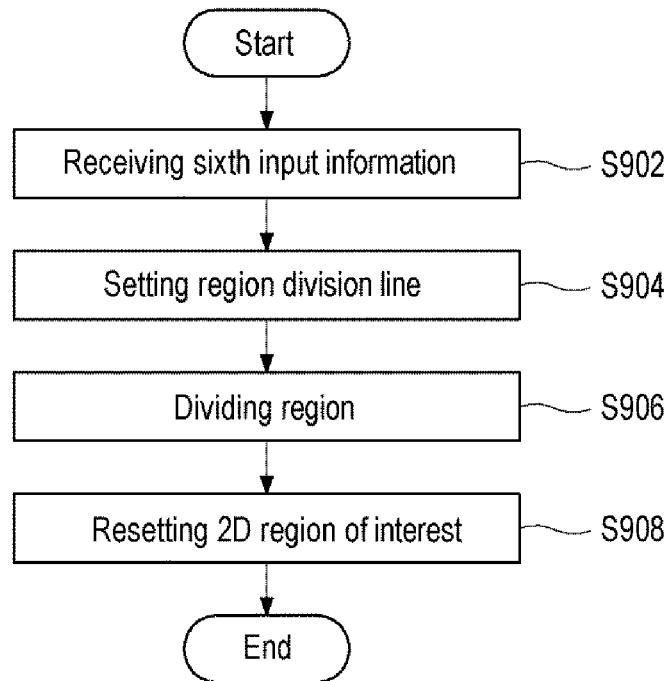 Start
Receiving sixth input information
S902
Setting region division line
S904
Dividing region
S906
Resetting 2D region of interest
S908
End